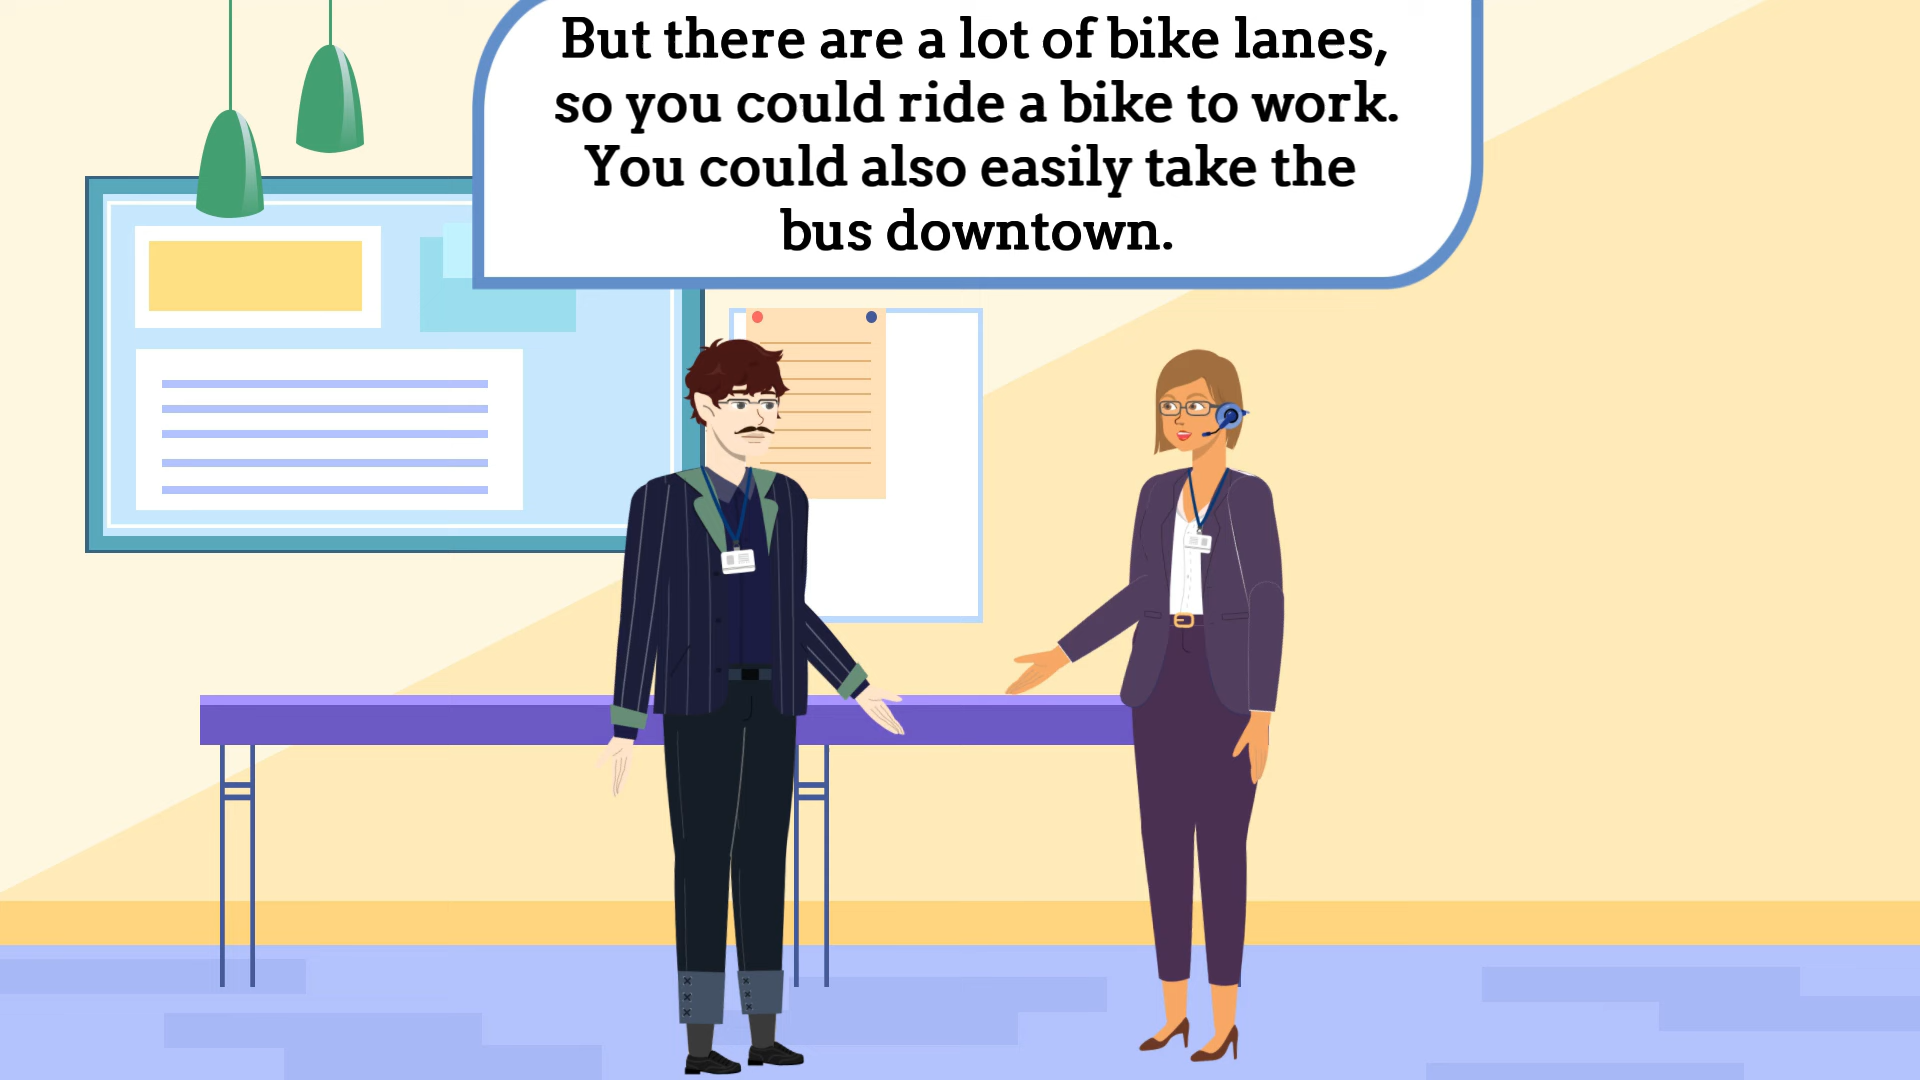 But there are a lot of bike lanes,
so you could ride a bike to work.
You could also easily take the
bus downtown.